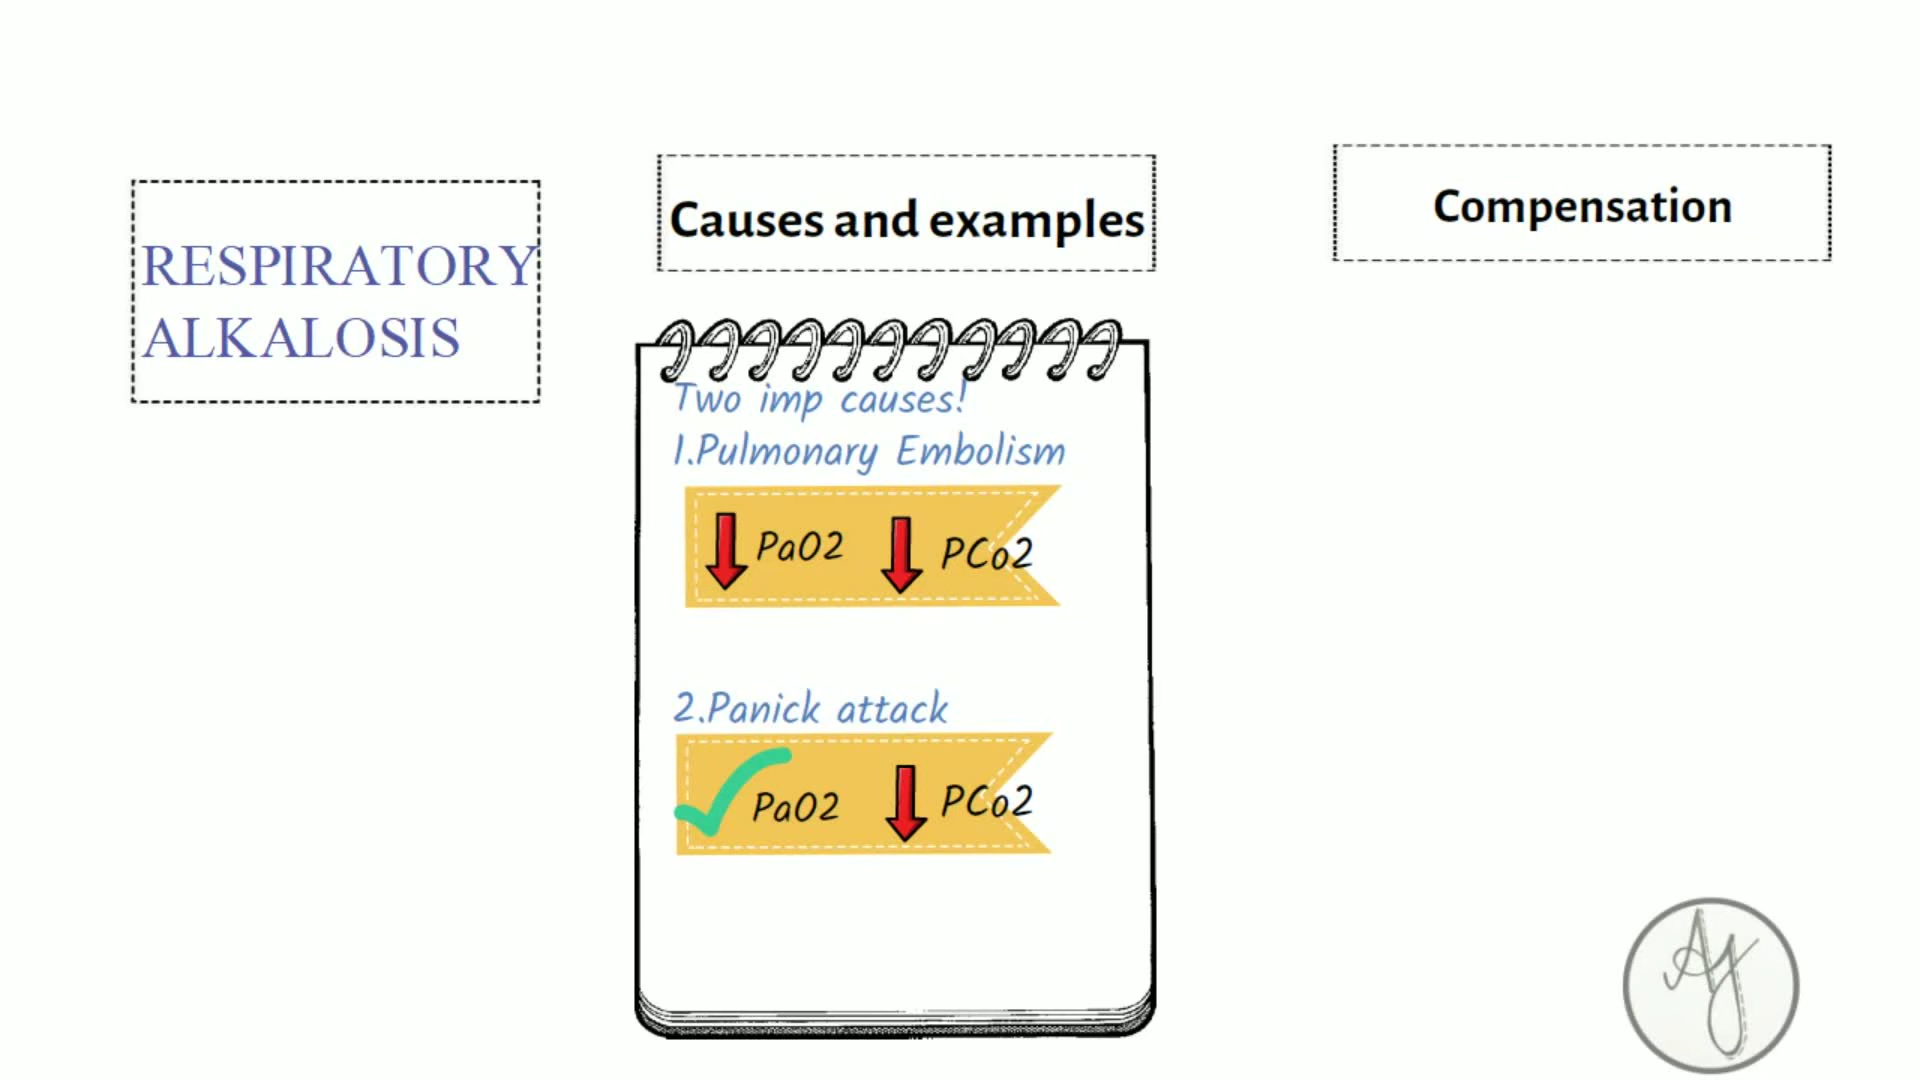 RESPIRATORY
ALKALOSIS
Causes and examples
Two imp causes!
1.Pulmonary Embolism
PaO2 PCo2
2.Panick attack
PaO2 PCo2
Compensation
Ay